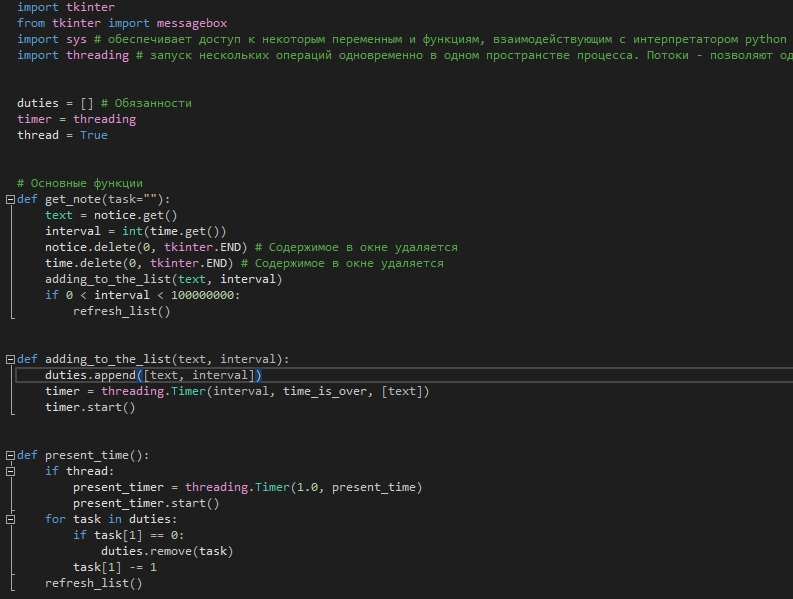 import tkinter
from tkinter import messagebox
import sys # обеспечивает доступ к некоторым переменным и функциям, взаимодействующим с интерпретатором python
import threading # запуск нескольких операций одновременно в одном пространстве процесса. Потоки - позволяют
duties = [] # Обязанности
timer = threading
thread = True
# Основные функции
def get_note(task=""):
text = notice.get()
interval = int(time.get())
notice.delete(0, tkinter.END) # Содержимое в окне удаляется
time.delete(0, tkinter.END) # Содержимое в окне удаляется
adding_to_the_list(text, interval)
if 0 < interval < 100000000:
refresh_list()
def adding_to_the_list(text, interval):
duties.append([text, interval])
timer = threading.Timer(interval, time_is_over, [text])
timer.start()
def present_time():
if thread:
present_timer = threading.Timer(1.0, present_time)
present_timer.start()
for task in duties:
if task[1] == 0:
duties.remove(task)
task[1] -= 1
refresh_list()